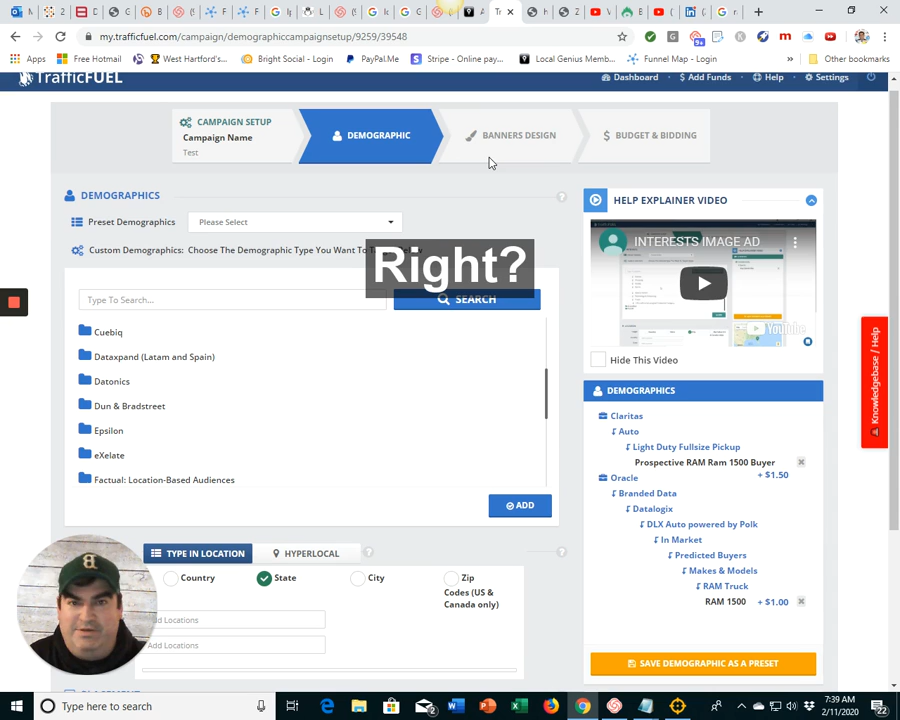 M
D
G
B
(S
F
F
Ip
L
(S
Ic
G
A
Tr
h
Z
V
(
n
my.trafficfuel.com/campaign/demographiccampaignsetup/9259/39548
Apps
Free Hotmail
West Hartford's...
Bright Social - Login
PayPal.Me
Stripe - Online pay...
Local Genius Memb...
Funnel Map - Login
»
Other bookmarks
TrafficFUEL
Dashboard
$ Add Funds
Help
Settings
CAMPAIGN SETUP
Campaign Name
Test
DEMOGRAPHIC
BANNERS DESIGN
$ BUDGET & BIDDING
DEMOGRAPHICS
Preset Demographics
Please Select
Custom Demographics: Choose The Demographic Type You Want To
Right?
Type To Search...
SEARCH
Cuebiq
Dataxpand (Latam and Spain)
Datonics
Dun & Bradstreet
Epsilon
eXelate
Factual: Location-Based Audiences
ADD
TYPE IN LOCATION
HYPERLOCAL
Country
State
City
Zip
Codes (US &
Canada only)
Add Locations
Add Locations
HELP EXPLAINER VIDEO
INTERESTS IMAGE AD
YouTube
Hide This Video
DEMOGRAPHICS
Claritas
Auto
Light Duty Fullsize Pickup
Prospective RAM Ram 1500 Buyer
+ $1.50
Oracle
Branded Data
Datalogix
DLX Auto powered by Polk
In Market
Predicted Buyers
Makes & Models
RAM Truck
RAM 1500 + $1.00
SAVE DEMOGRAPHIC AS A PRESET
Knowledgebase / Help
Type here to search
7:39 AM
2/11/2020
22